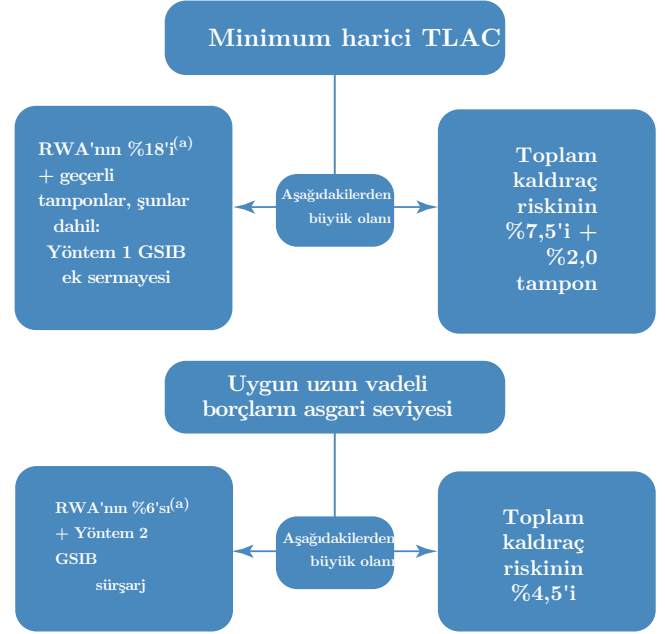 Minimum harici TLAC
RWA'nın %18'i(a)
+ geçerli
tamponlar, şunlar
dahil:
Yöntem 1 GSIB
ek sermayesi
Aşağıdakilerden
büyük olanı
Toplam
kaldıraç
riskinin
%7,5'i +
%2,0
tampon
Uygun uzun vadeli
borçların asgari seviyesi
RWA'nın %6'sı(a)
+ Yöntem 2
GSIB
sürşarj
Aşağıdakilerden
büyük olanı
Toplam
kaldıraç
riskinin
%4,5'i